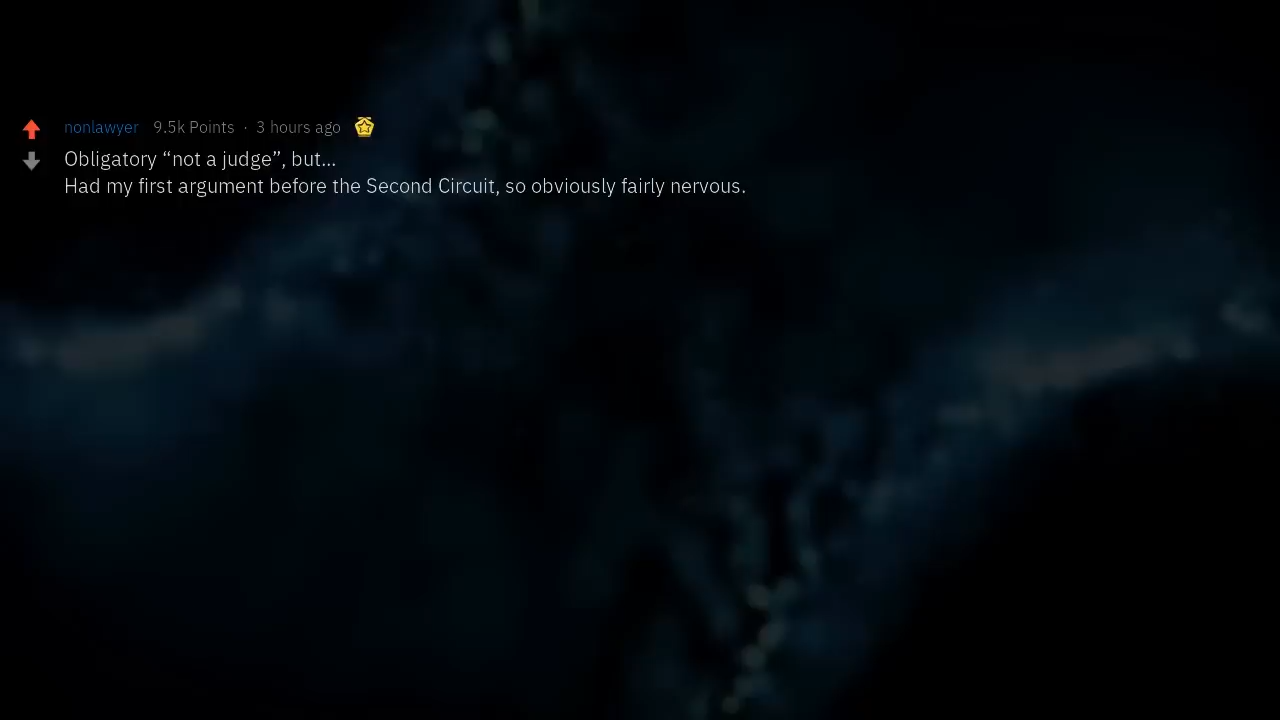 nonlawyer 9.5k Points · 3 hours ago
Obligatory “not a judge”, but...
Had my first argument before the Second Circuit, so obviously fairly nervous.